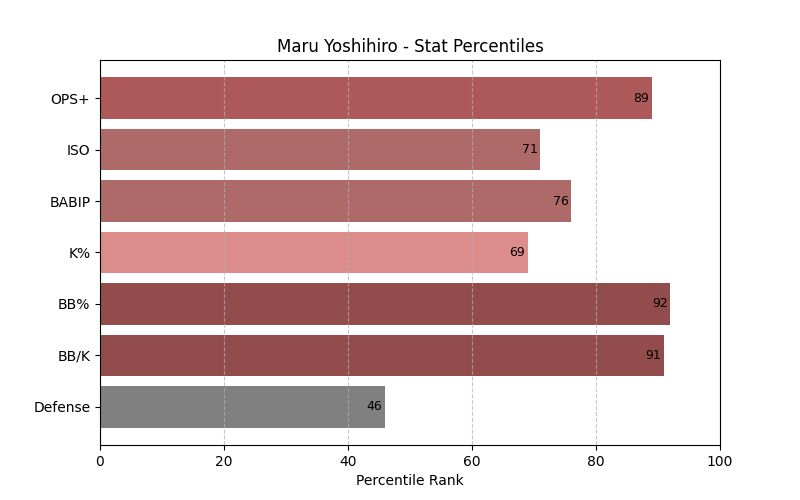 Maru Yoshihiro - Stat Percentiles
OPS+ 89
ISO 71
BABIP 76
K% 69
BB% 92
BB/K 91
Defense 46
0 20 40 60 80 100
Percentile Rank